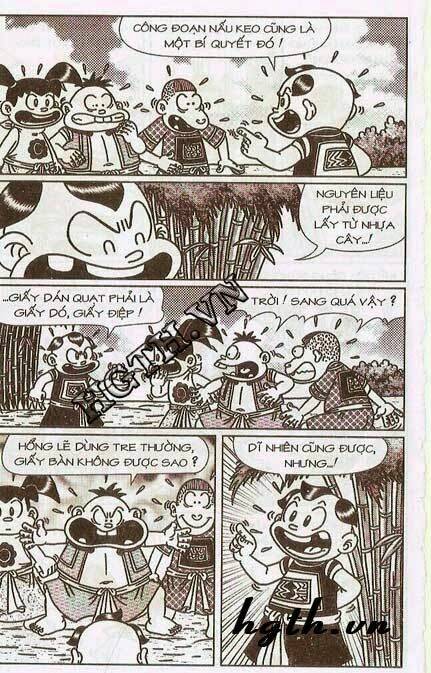 CÔNG ĐOẠN NẤU KEO CŨNG LÀ
MỘT BÍ QUYẾT ĐÓ !
NGUYÊN LIỆU
PHẢI ĐƯỢC
LẤY TỪ NHỰA
CÂY...!
...GIẤY DÁN QUẠT PHẢI LÀ
GIẤY DÓ, GIẤY ĐIỆP !
TRỜI ! SANG QUÁ VẬY ?
HGTH.VN
HỔNG LẼ DÙNG TRE THƯỜNG,
GIẤY BÀN KHÔNG ĐƯỢC SAO ?
DĨ NHIÊN CŨNG ĐƯỢC,
NHƯNG...!
hgth.vn